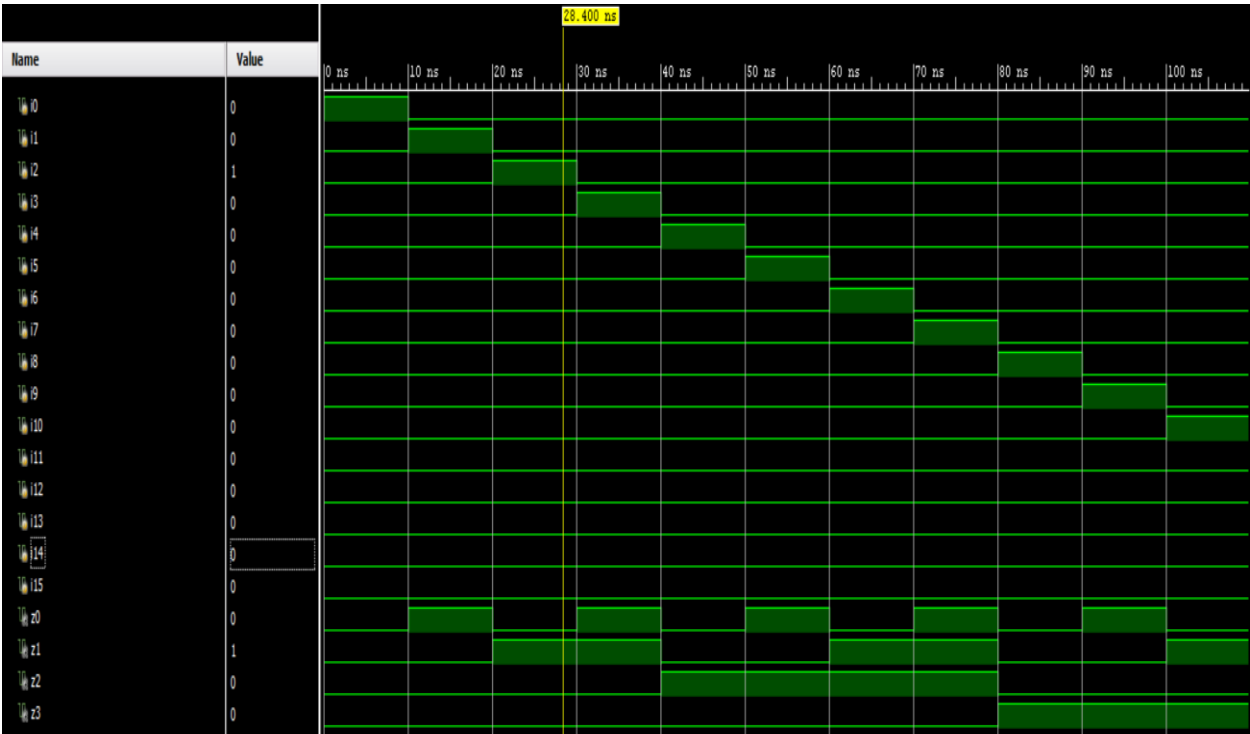 28.400 ns
Name Value
0 ns 10 ns 20 ns 30 ns 40 ns 50 ns 60 ns 70 ns 80 ns 90 ns 100 ns
i0 0
i1 0
i2 1
i3 0
i4 0
i5 0
i6 0
i7 0
i8 0
i9 0
i10 0
i11 0
i12 0
i13 0
i14 0
i15 0
z0 0
z1 1
z2 0
z3 0